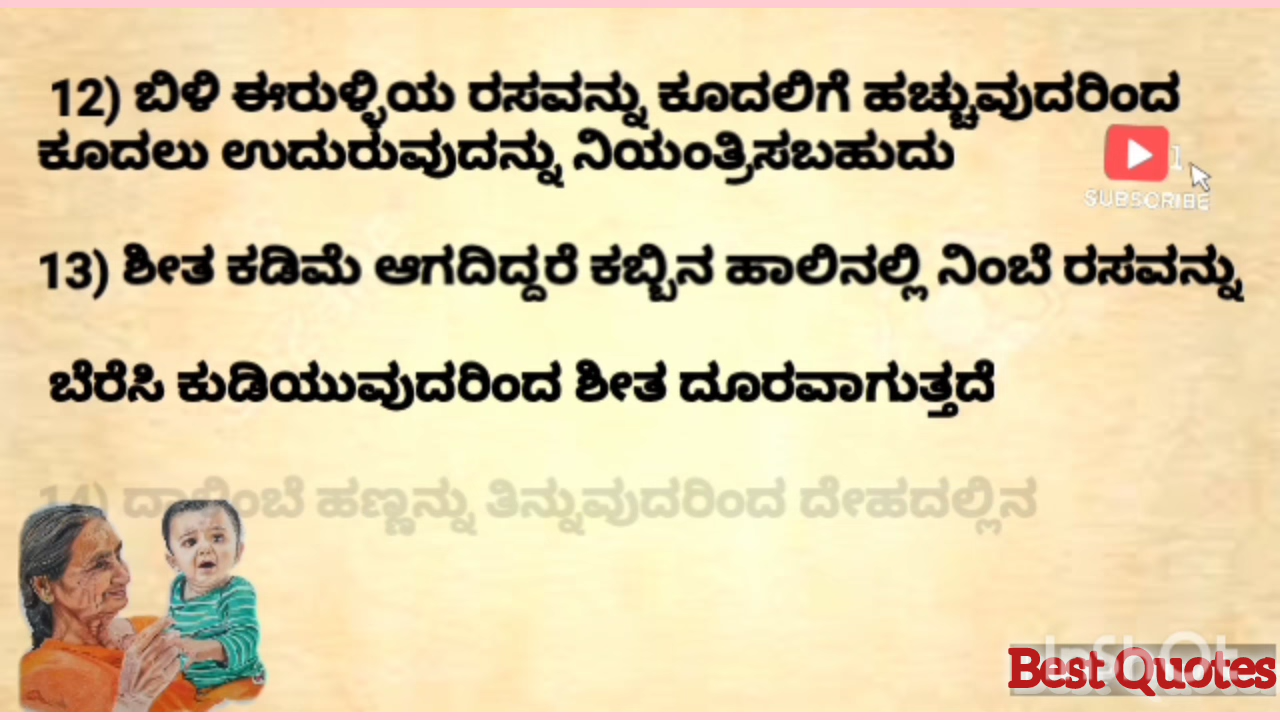 12) ಬಿಳಿ ಈರುಳ್ಳಿಯ ರಸವನ್ನು ಕೂದಲಿಗೆ ಹಚ್ಚುವುದರಿಂದ
ಕೂದಲು ಉದುರುವುದನ್ನು ನಿಯಂತ್ರಿಸಬಹುದು
SUBSCRIBE
13) ಶೀತ ಕಡಿಮೆ ಆಗದಿದ್ದರೆ ಕಬ್ಬಿನ ಹಾಲಿನಲ್ಲಿ ನಿಂಬೆ ರಸವನ್ನು
ಬೆರೆಸಿ ಕುಡಿಯುವುದರಿಂದ ಶೀತ ದೂರವಾಗುತ್ತದೆ
14) ದಾಳಿಂಬೆ ಹಣ್ಣನ್ನು ತಿನ್ನುವುದರಿಂದ ದೇಹದಲ್ಲಿನ
Best Quotes